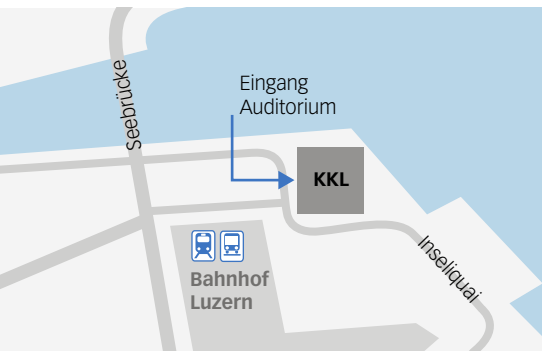 Seebrücke
Eingang
Auditorium
KKL
Inseliquai
Bahnhof
Luzern